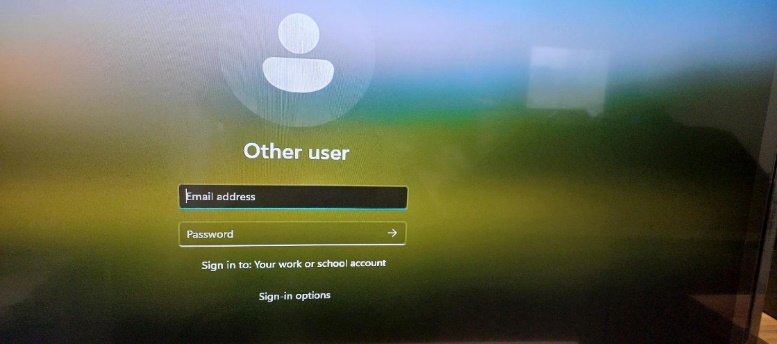 Other user
Email address
Password
Sign in to: Your work or school account
Sign-in options